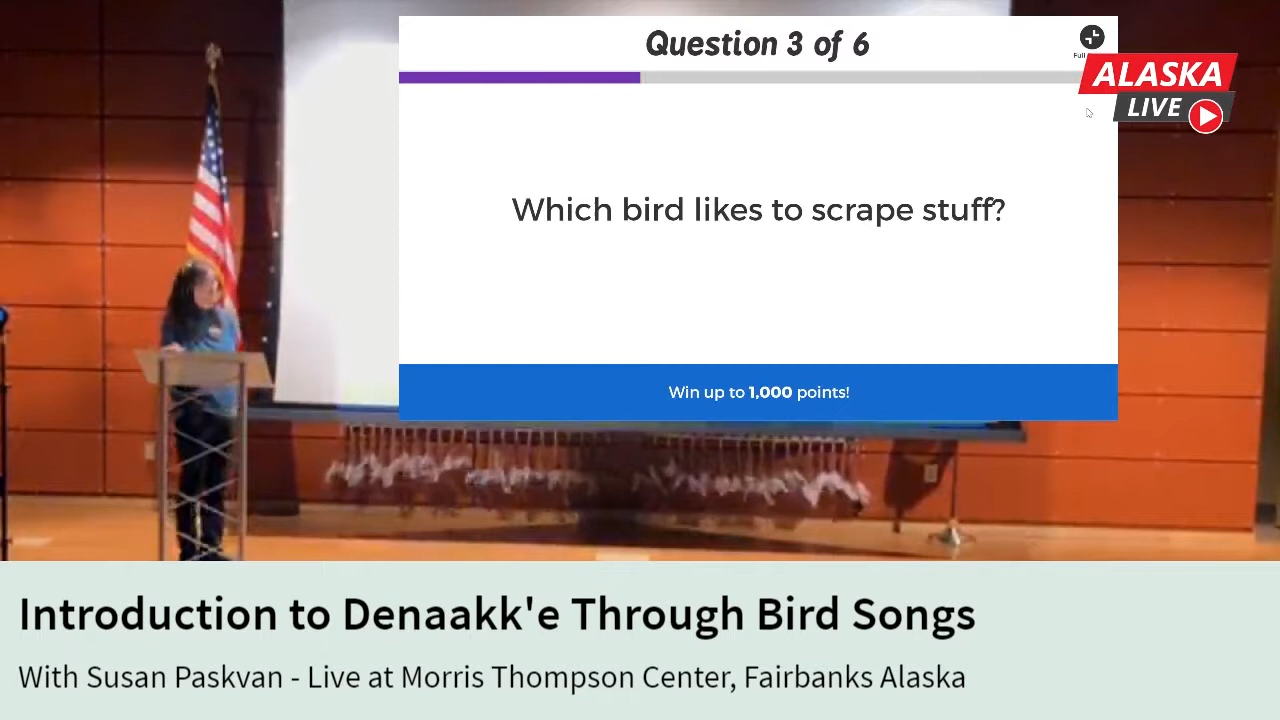 Question 3 of 6
Full
ALASKA
LIVE
Which bird likes to scrape stuff?
Win up to 1,000 points!
Introduction to Denaakk'e Through Bird Songs
With Susan Paskvan - Live at Morris Thompson Center, Fairbanks Alaska